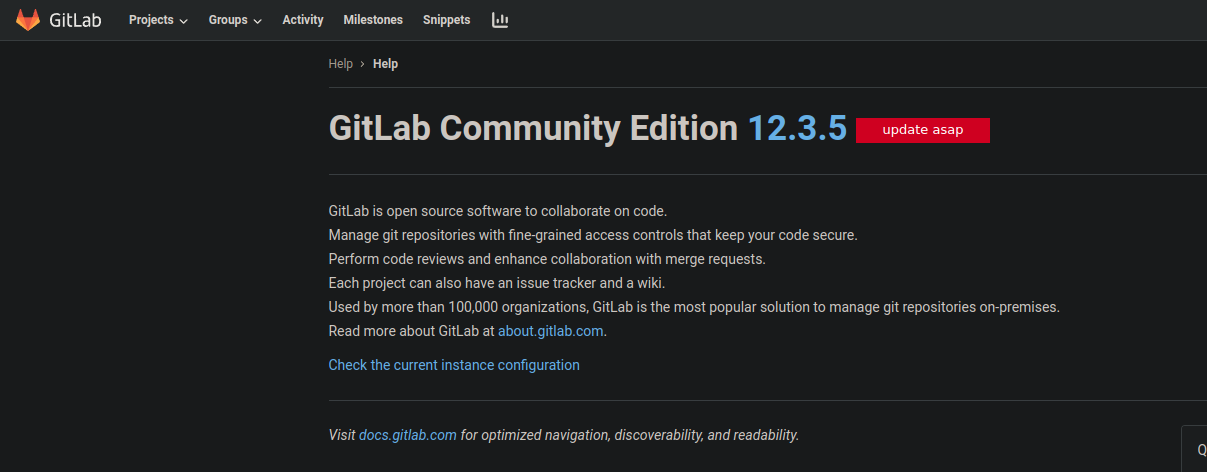 GitLab Projects Groups Activity Milestones Snippets
Help › Help
GitLab Community Edition 12.3.5 update asap
GitLab is open source software to collaborate on code.
Manage git repositories with fine-grained access controls that keep your code secure.
Perform code reviews and enhance collaboration with merge requests.
Each project can also have an issue tracker and a wiki.
Used by more than 100,000 organizations, GitLab is the most popular solution to manage git repositories on-premises.
Read more about GitLab at about.gitlab.com.
Check the current instance configuration
Visit docs.gitlab.com for optimized navigation, discoverability, and readability.